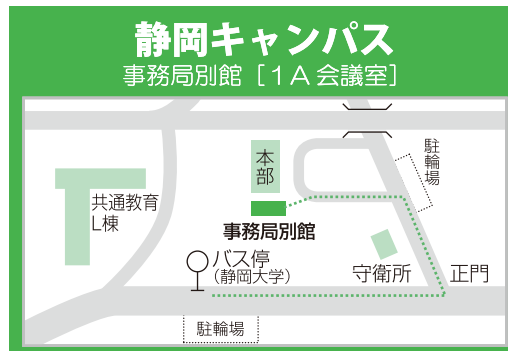 静岡キャンパス
事務局別館［1A 会議室］
駐輪場
本部
共通教育
L棟
事務局別館
バス停
（静岡大学）
守衛所
正門
駐輪場